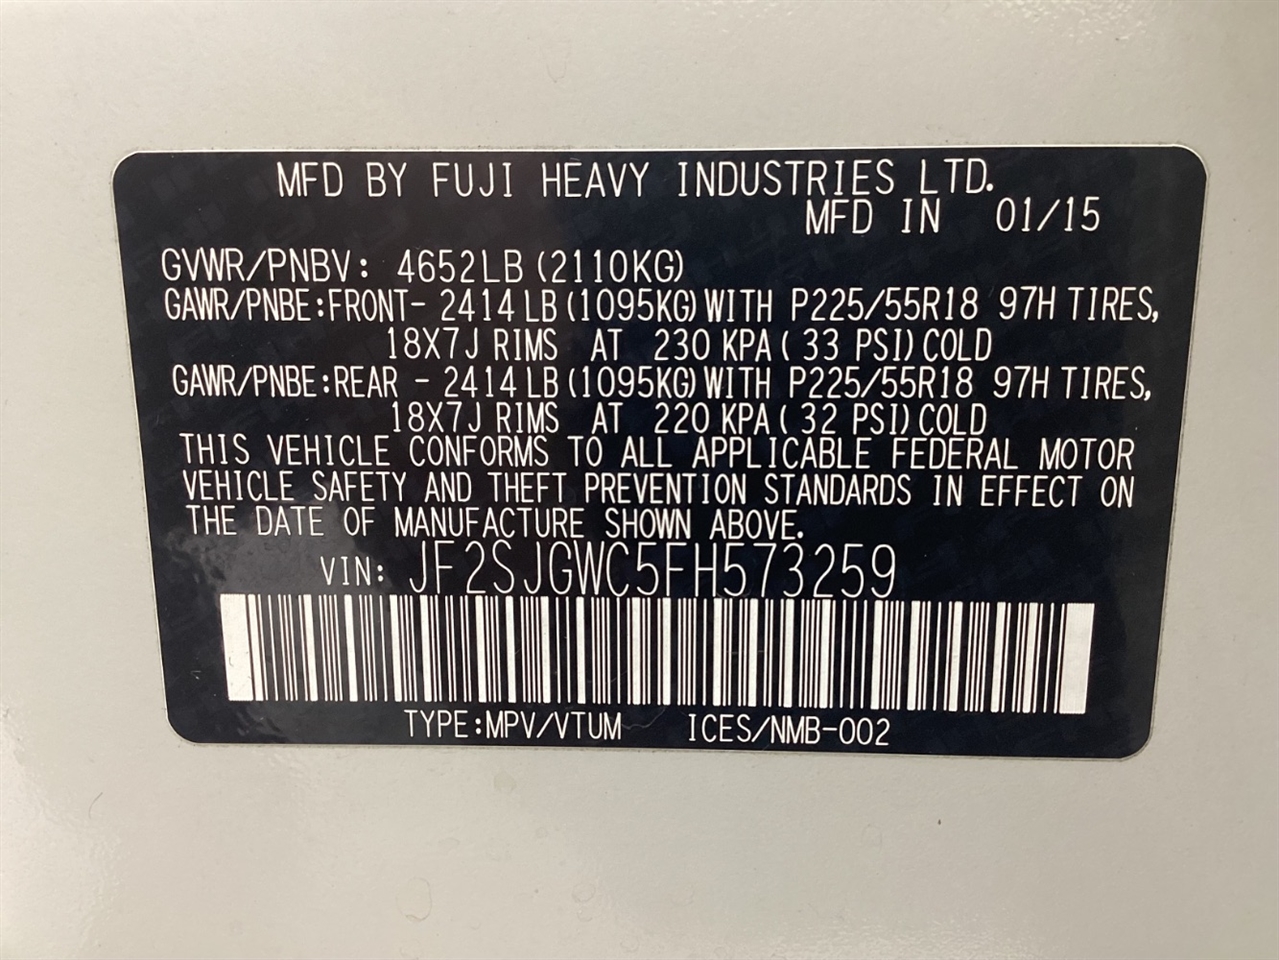 MFD BY FUJI HEAVY INDUSTRIES LTD.
MFD IN 01/15
GVWR/PNBV: 4652LB (2110KG)
GAWR/PNBE:FRONT- 2414LB (1095KG) WITH P225/55R18 97H TIRES,
18X7J RIMS AT 230 KPA( 33 PSI) COLD
GAWR/PNBE:REAR - 2414LB (1095KG) WITH P225/55R18 97H TIRES,
18X7J RIMS AT 220 KPA( 32 PSI) COLD
THIS VEHICLE CONFORMS TO ALL APPLICABLE FEDERAL MOTOR
VEHICLE SAFETY AND THEFT PREVENTION STANDARDS IN EFFECT ON
THE DATE OF MANUFACTURE SHOWN ABOVE.
VIN: JF2SJGWC5FH573259
TYPE:MPV/VTUM ICES/NMB-002